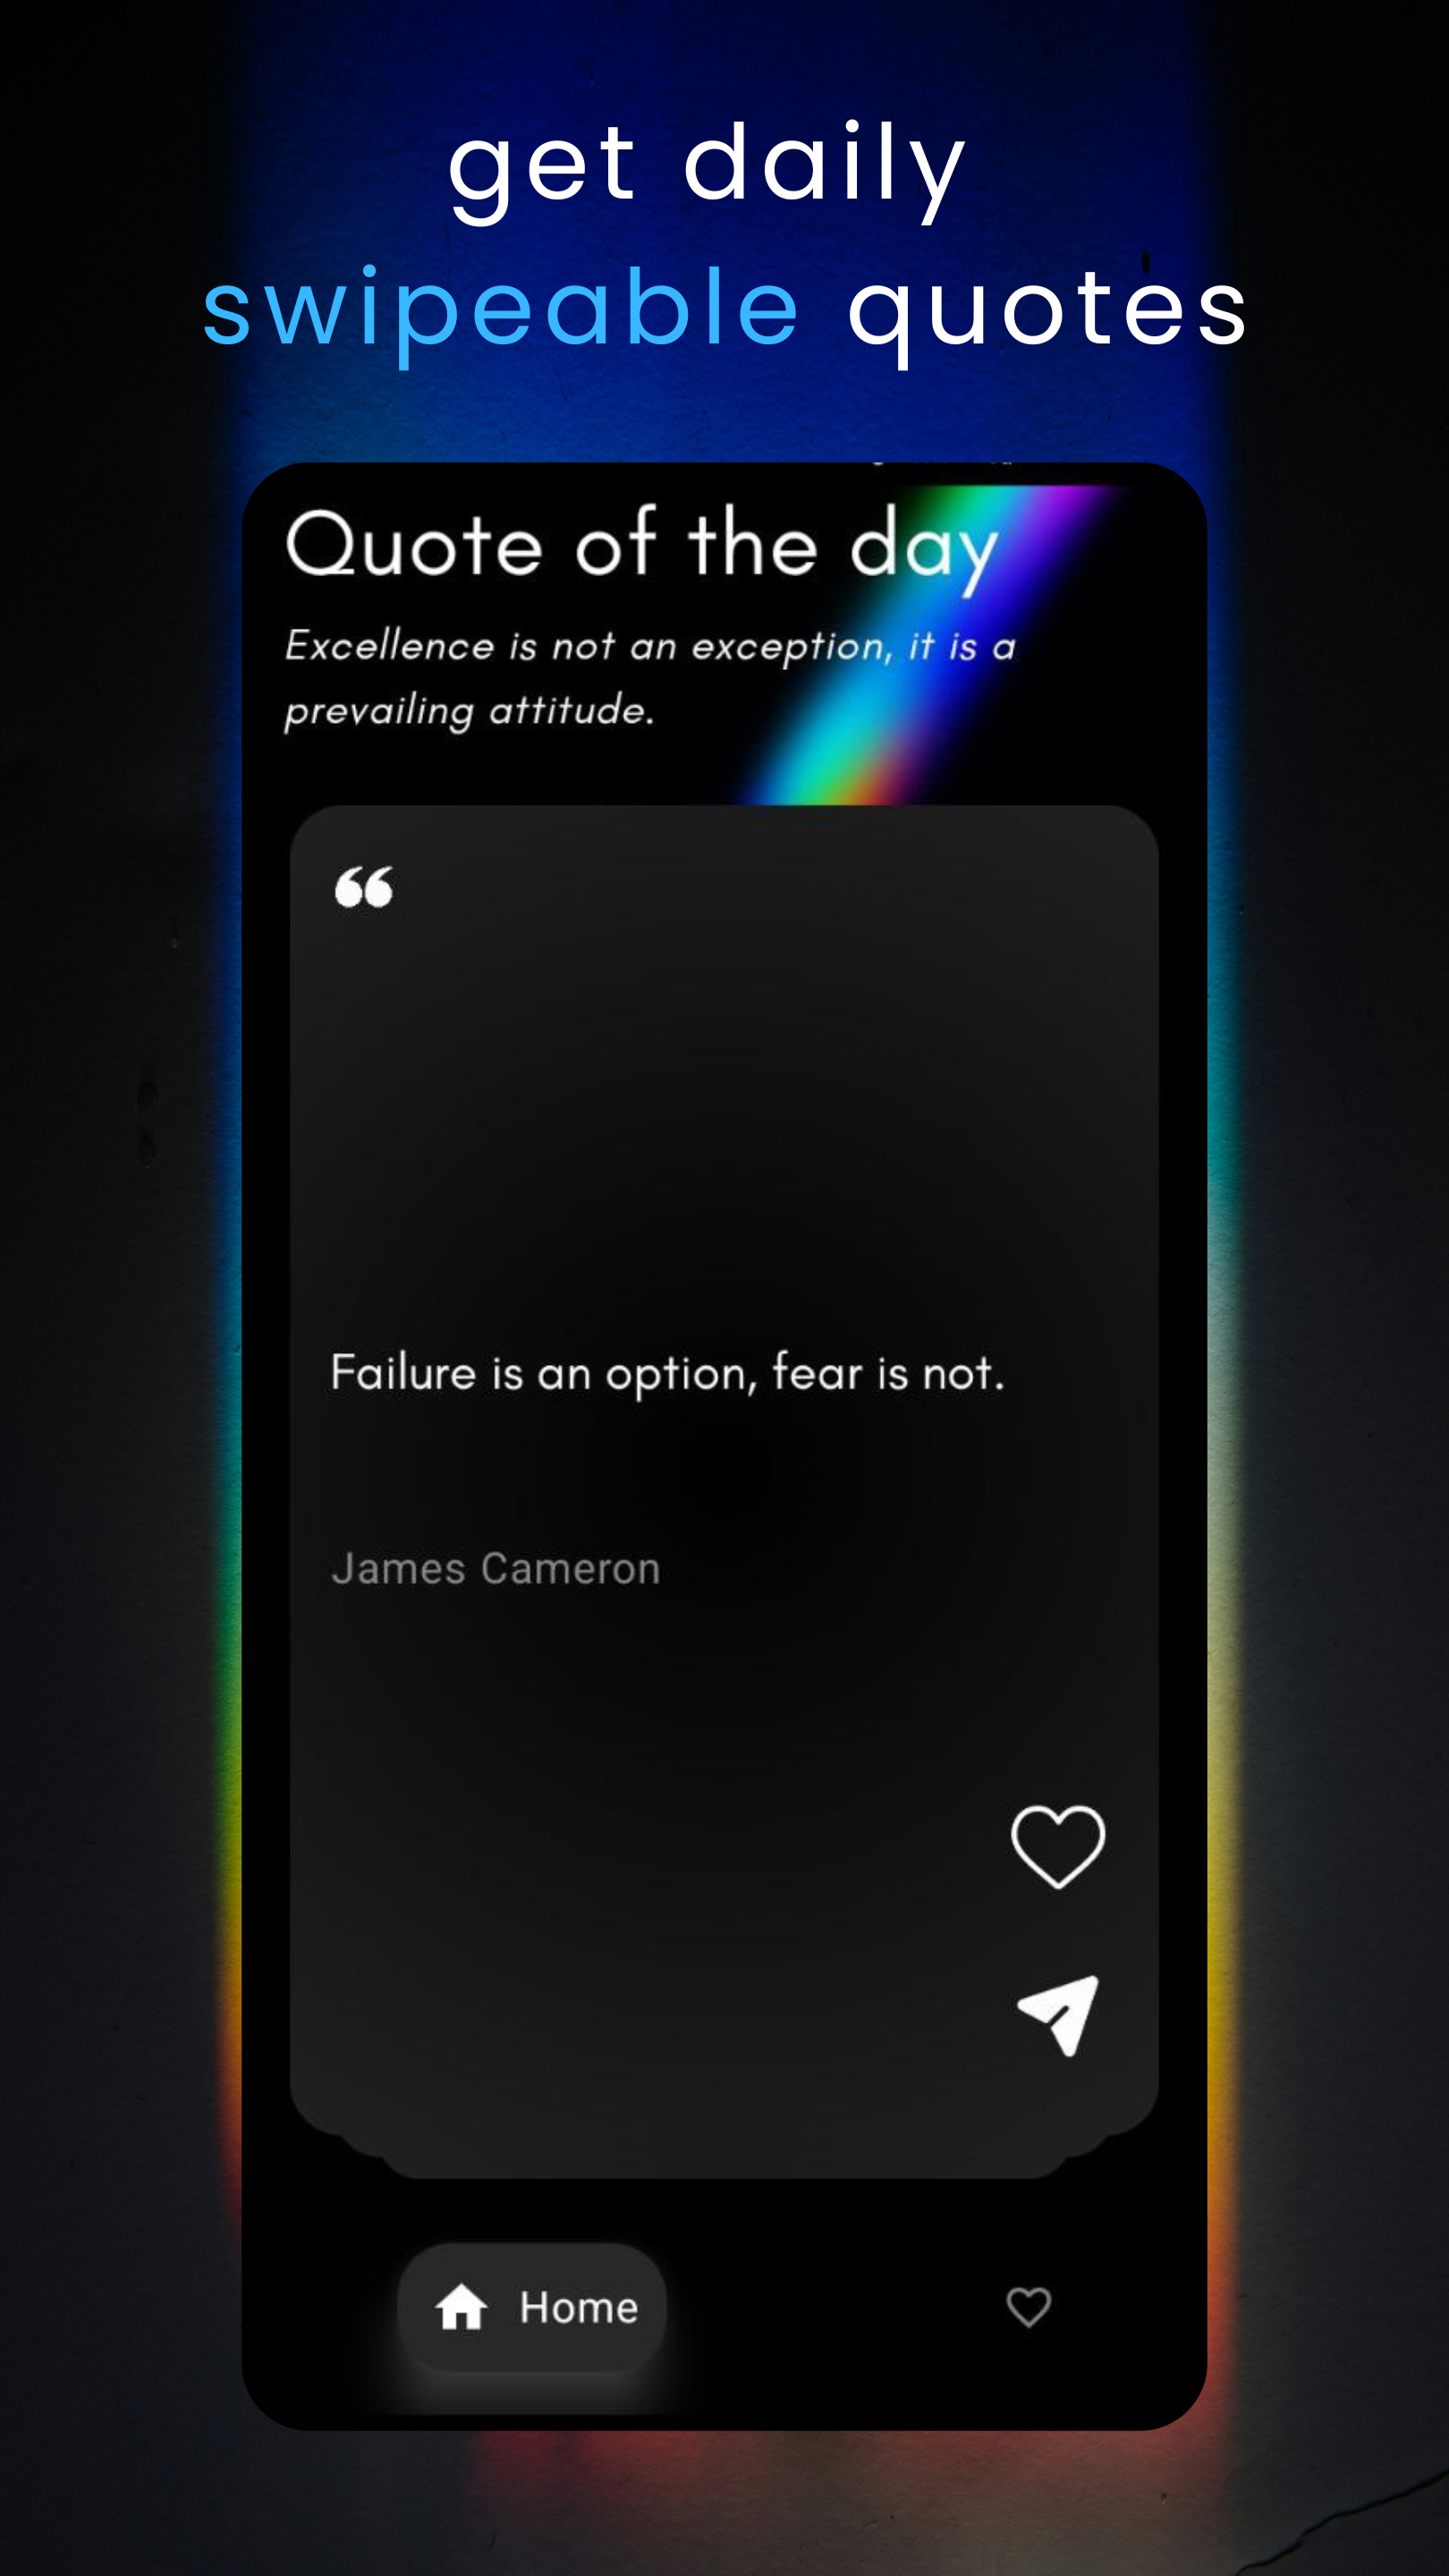 get daily
swipeable quotes
Quote of the day
Excellence is not an exception, it is a
prevailing attitude.
“
Failure is an option, fear is not.
James Cameron
Home